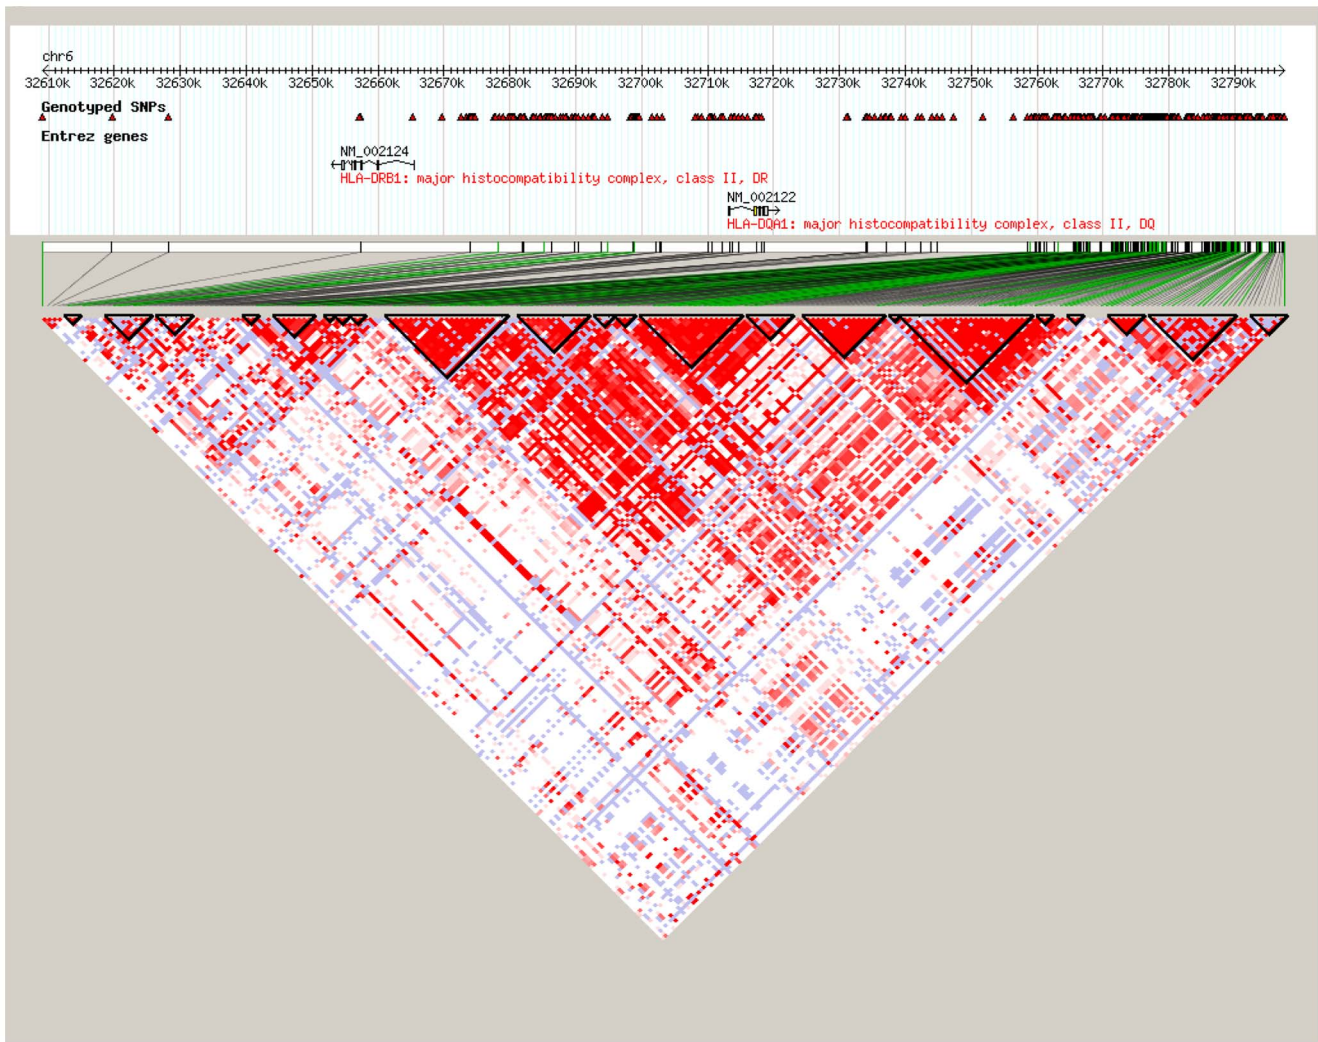 chr6
32610k 32620k 32630k 32640k 32650k 32660k 32670k 32680k 32690k 32700k 32710k 32720k 32730k 32740k 32750k 32760k 32770k 32780k 32790k
Genotyped SNPs
Entrez genes
NM_002124
HLA-DRB1: major histocompatibility complex, class II, DR
NM_002122
HLA-DQA1: major histocompatibility complex, class II, DQ